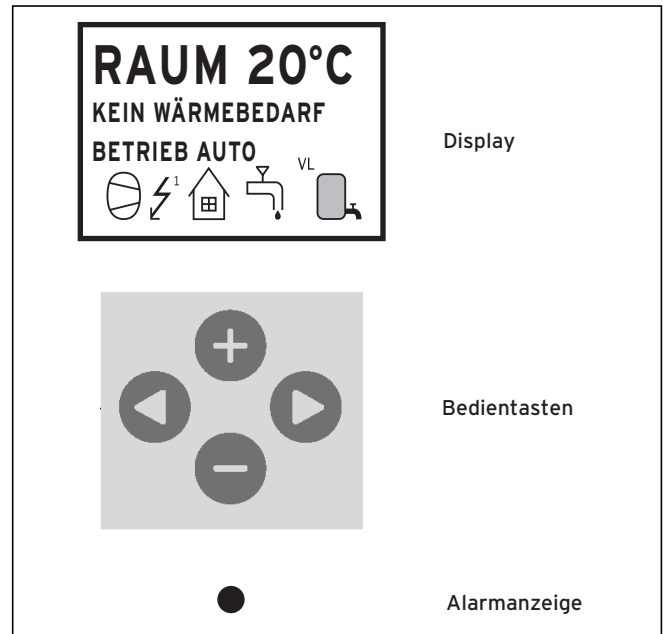 RAUM 20°C
KEIN WÄRMEBEDARF
BETRIEB AUTO
VL
1
Display
Bedientasten
Alarmanzeige